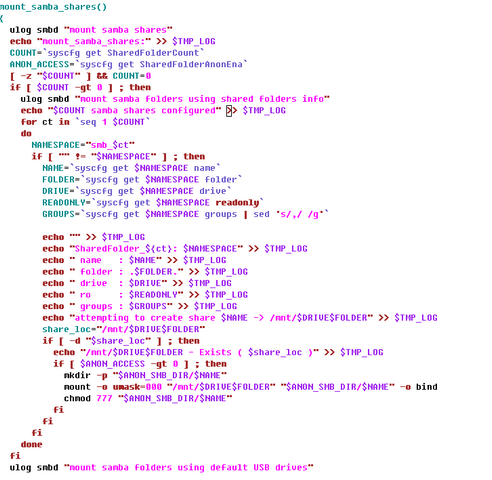 mount_samba_shares()
{
ulog smbd "mount samba shares"
echo "mount_samba_shares:" >> $TMP_LOG
COUNT=`syscfg get SharedFolderCount`
ANON_ACCESS=`syscfg get SharedFolderAnonEna`
[ -z "$COUNT" ] && COUNT=0
if [ $COUNT -gt 0 ] ; then
ulog smbd "mount samba folders using shared folders info"
echo "$COUNT samba shares configured" >> $TMP_LOG
for ct in `seq 1 $COUNT`
do
NAMESPACE="smb_$ct"
if [ "" != "$NAMESPACE" ] ; then
NAME=`syscfg get $NAMESPACE name`
FOLDER=`syscfg get $NAMESPACE folder`
DRIVE=`syscfg get $NAMESPACE drive`
READONLY=`syscfg get $NAMESPACE readonly`
GROUPS=`syscfg get $NAMESPACE groups | sed 's/,/ /g'`
echo "" >> $TMP_LOG
echo "SharedFolder_${ct}: $NAMESPACE" >> $TMP_LOG
echo " name   : $NAME" >> $TMP_LOG
echo " folder : .$FOLDER." >> $TMP_LOG
echo " drive  : $DRIVE" >> $TMP_LOG
echo " ro     : $READONLY" >> $TMP_LOG
echo " groups : $GROUPS" >> $TMP_LOG
echo "attempting to create share $NAME -> /mnt/$DRIVE$FOLDER" >> $TMP_LOG
share_loc="/mnt/$DRIVE$FOLDER"
if [ -d "$share_loc" ] ; then
echo "/mnt/$DRIVE$FOLDER - Exists ( $share_loc )" >> $TMP_LOG
if [ $ANON_ACCESS -gt 0 ] ; then
mkdir -p "$ANON_SMB_DIR/$NAME"
mount -o umask=000 "/mnt/$DRIVE$FOLDER" "$ANON_SMB_DIR/$NAME" -o bind
chmod 777 "$ANON_SMB_DIR/$NAME"
fi
fi
fi
done
fi
ulog smbd "mount samba folders using default USB drives"